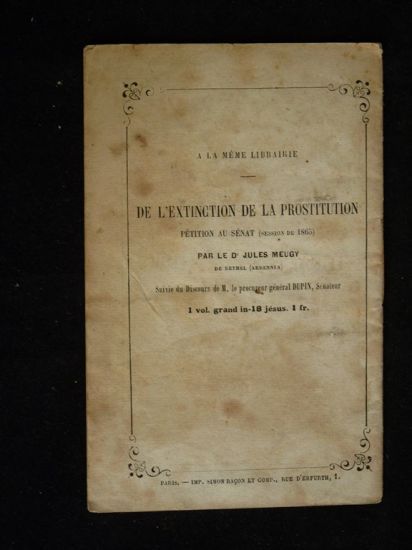 A LA MÊME LIBRAIRIE
DE L'EXTINCTION DE LA PROSTITUTION
PÉTITION AU SÉNAT (SESSION DE 1865)
PAR LE Dr JULES MEUGY
DE RETHEL (ARDENNES)
Suivie du Discours de M. le procureur général DUPIN, Sénateur
1 vol. grand in-18 jésus. 1 fr.
PARIS. — IMP. SIMON RAÇON ET COMP., RUE D'ERFURTH, 1.